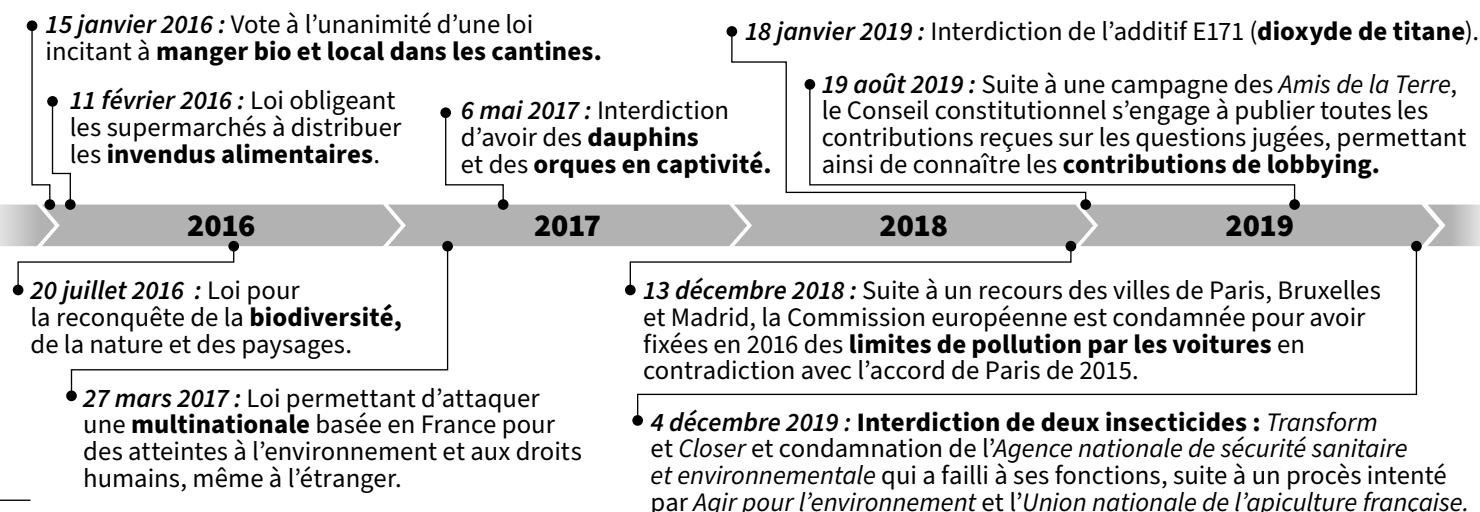 15 janvier 2016 : Vote à l’unanimité d’une loi
incitant à manger bio et local dans les cantines.
11 février 2016 : Loi obligeant
les supermarchés à distribuer
les invendus alimentaires.
6 mai 2017 : Interdiction
d’avoir des dauphins
et des orques en captivité.
18 janvier 2019 : Interdiction de l’additif E171 (dioxyde de titane).
19 août 2019 : Suite à une campagne des Amis de la Terre,
le Conseil constitutionnel s’engage à publier toutes les
contributions reçues sur les questions jugées, permettant
ainsi de connaître les contributions de lobbying.
2016
2017
2018
2019
20 juillet 2016 : Loi pour
la reconquête de la biodiversité,
de la nature et des paysages.
27 mars 2017 : Loi permettant d’attaquer
une multinationale basée en France pour
des atteintes à l’environnement et aux droits
humains, même à l’étranger.
13 décembre 2018 : Suite à un recours des villes de Paris, Bruxelles
et Madrid, la Commission européenne est condamnée pour avoir
fixées en 2016 des limites de pollution par les voitures en
contradiction avec l’accord de Paris de 2015.
4 décembre 2019 : Interdiction de deux insecticides : Transform
et Closer et condamnation de l’Agence nationale de sécurité sanitaire
et environnementale qui a failli à ses fonctions, suite à un procès intenté
par Agir pour l’environnement et l’Union nationale de l’apiculture française.